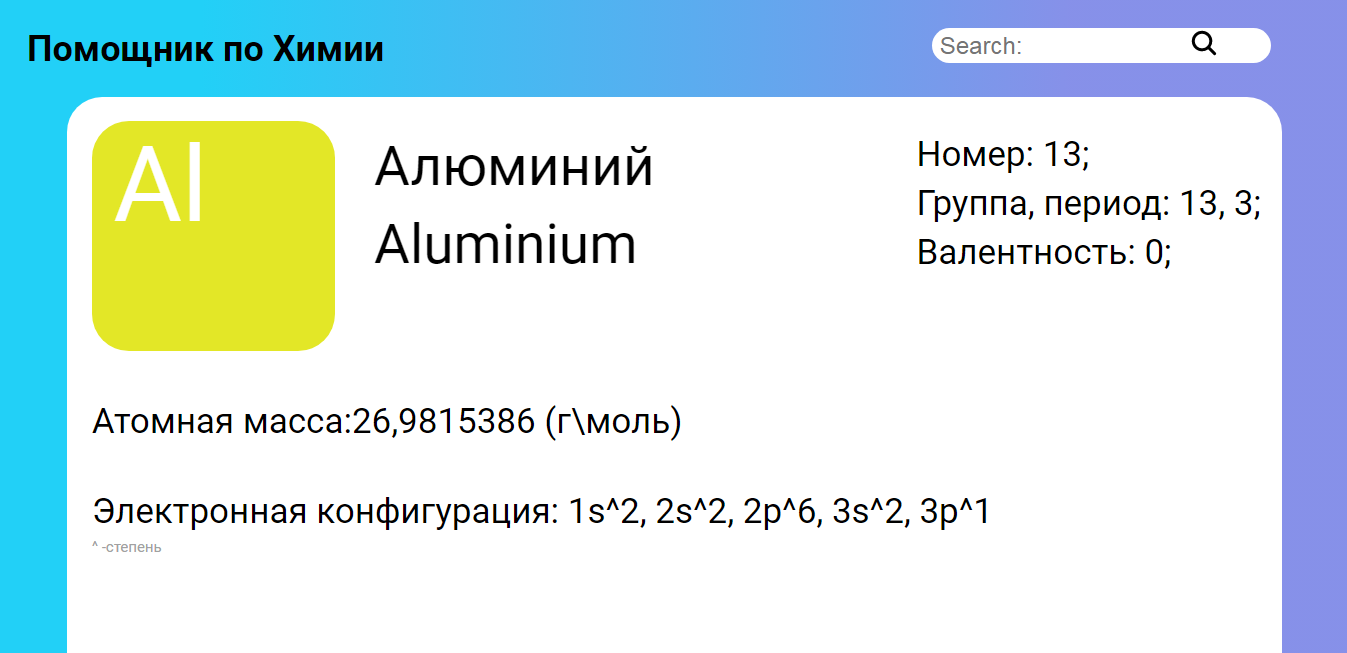 Помощник по Химии
Search:
Al
Алюминий
Aluminium
Номер: 13;
Группа, период: 13, 3;
Валентность: 0;
Атомная масса:26,9815386 (г\моль)
Электронная конфигурация: 1s^2, 2s^2, 2p^6, 3s^2, 3p^1
^ -степень